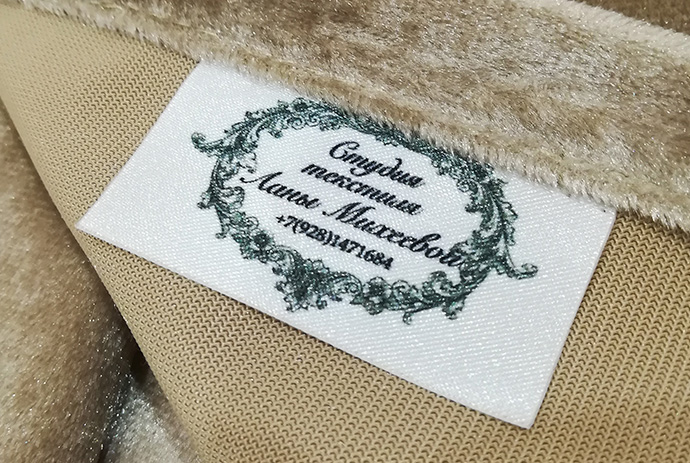 Студия
текстиля
Ланы Михеевой
+7(928)1471684